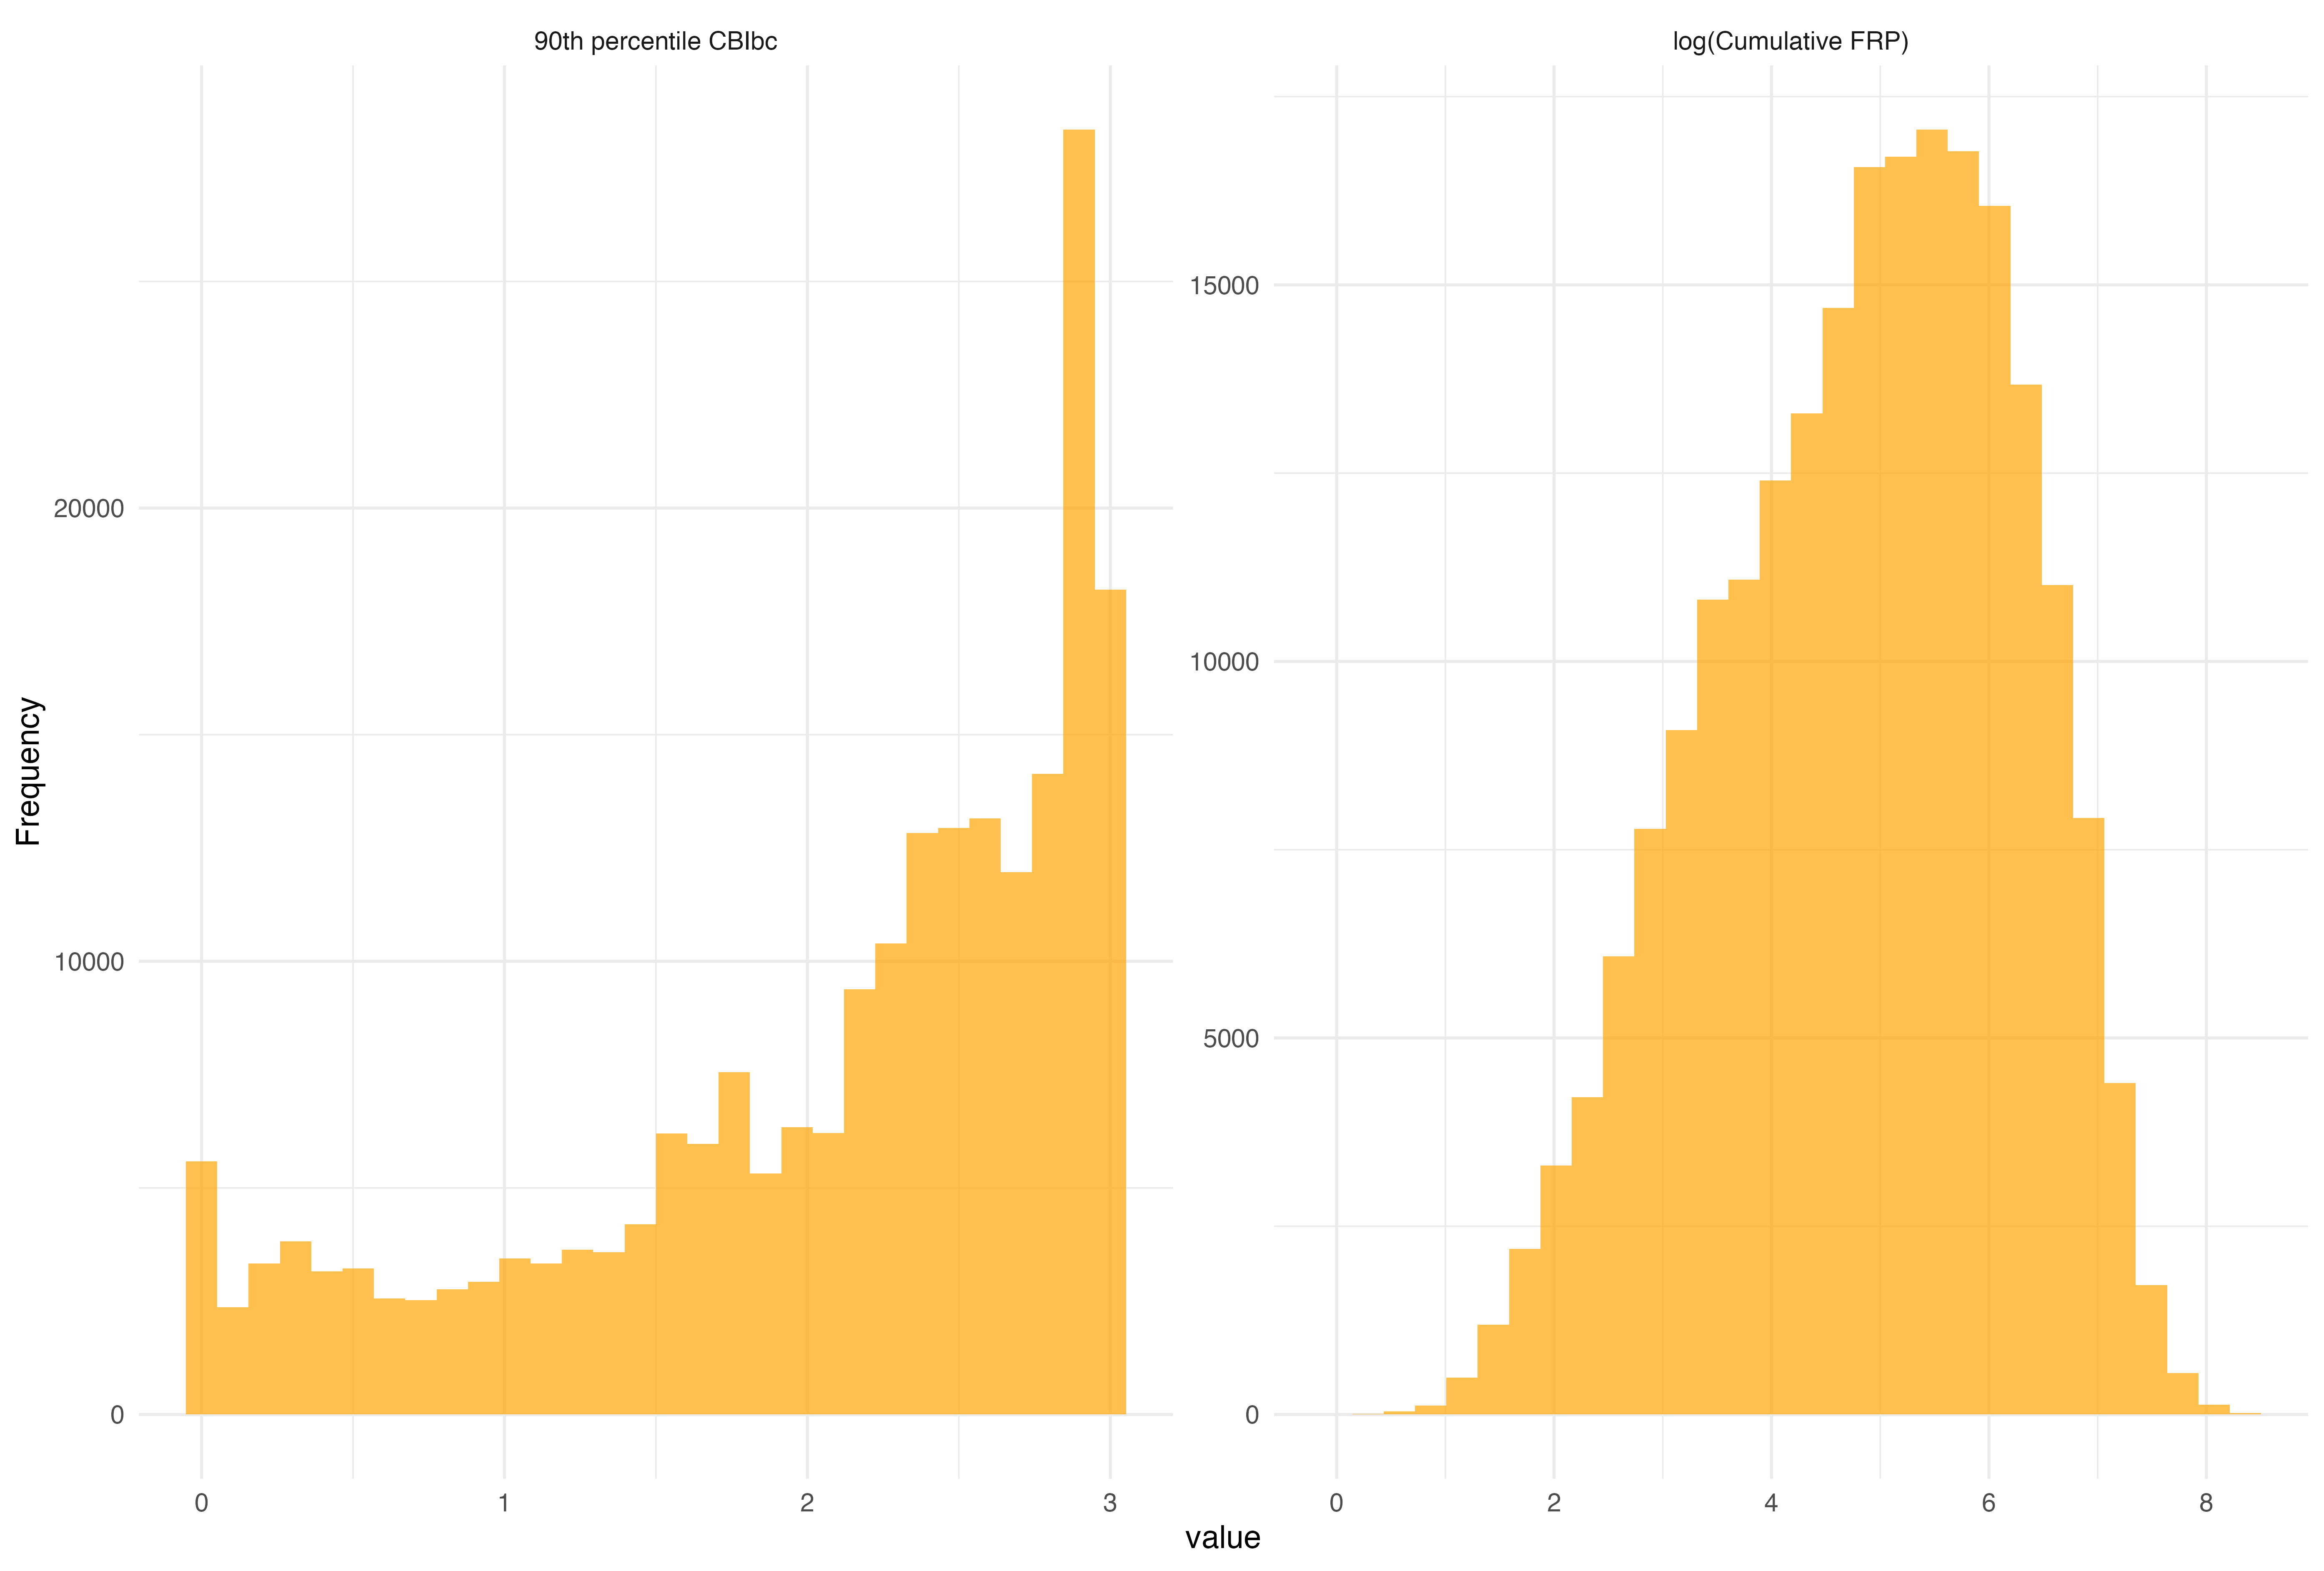 90th percentile CBIbc
log(Cumulative FRP)
Frequency
20000
10000
0
15000
10000
5000
0
0 1 2 3
0 2 4 6 8
value